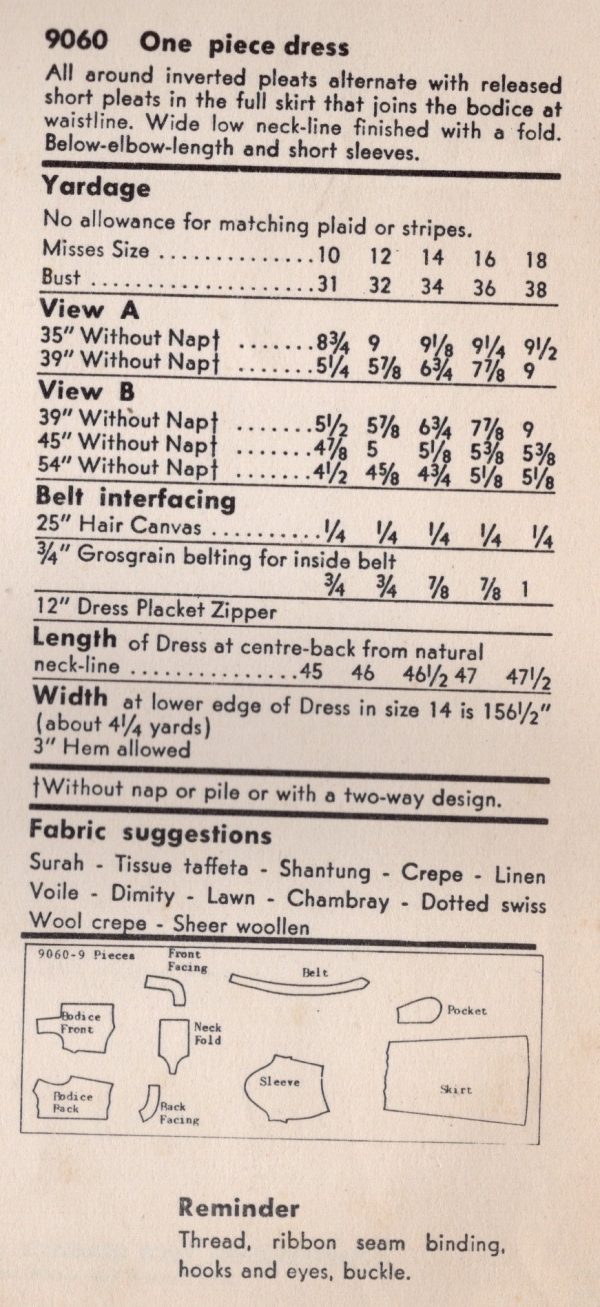 9060 One piece dress
All around inverted pleats alternate with released
short pleats in the full skirt that joins the bodice at
waistline. Wide low neck-line finished with a fold.
Below-elbow-length and short sleeves.
Yardage
No allowance for matching plaid or stripes.
Misses Size .............. 10 12 14 16 18
Bust .................... 31 32 34 36 38
View A
35" Without Nap† ....... 8¾ 9 9⅛ 9¼ 9½
39" Without Nap† ....... 5¼ 5⅞ 6¾ 7⅞ 9
View B
39" Without Nap† ....... 5½ 5⅞ 6¾ 7⅞ 9
45" Without Nap† ....... 4⅞ 5 5⅛ 5⅜ 5⅜
54" Without Nap† ....... 4½ 4⅝ 4¾ 5⅛ 5⅛
Belt interfacing
25" Hair Canvas .......... ¼ ¼ ¼ ¼ ¼
¾" Grosgrain belting for inside belt
¾ ¾ ⅞ ⅞ 1
12" Dress Placket Zipper
Length of Dress at centre-back from natural
neck-line ............... 45 46 46½ 47 47½
Width at lower edge of Dress in size 14 is 156½"
(about 4¼ yards)
3" Hem allowed
†Without nap or pile or with a two-way design.
Fabric suggestions
Surah - Tissue taffeta - Shantung - Crepe - Linen
Voile - Dimity - Lawn - Chambray - Dotted swiss
Wool crepe - Sheer woollen
9060-9 Pieces
Front
Facing
Belt
Pocket
Bodice
Front
Neck
Fold
Sleeve
Skirt
Bodice
Back
Back
Facing
Reminder
Thread, ribbon seam binding,
hooks and eyes, buckle.